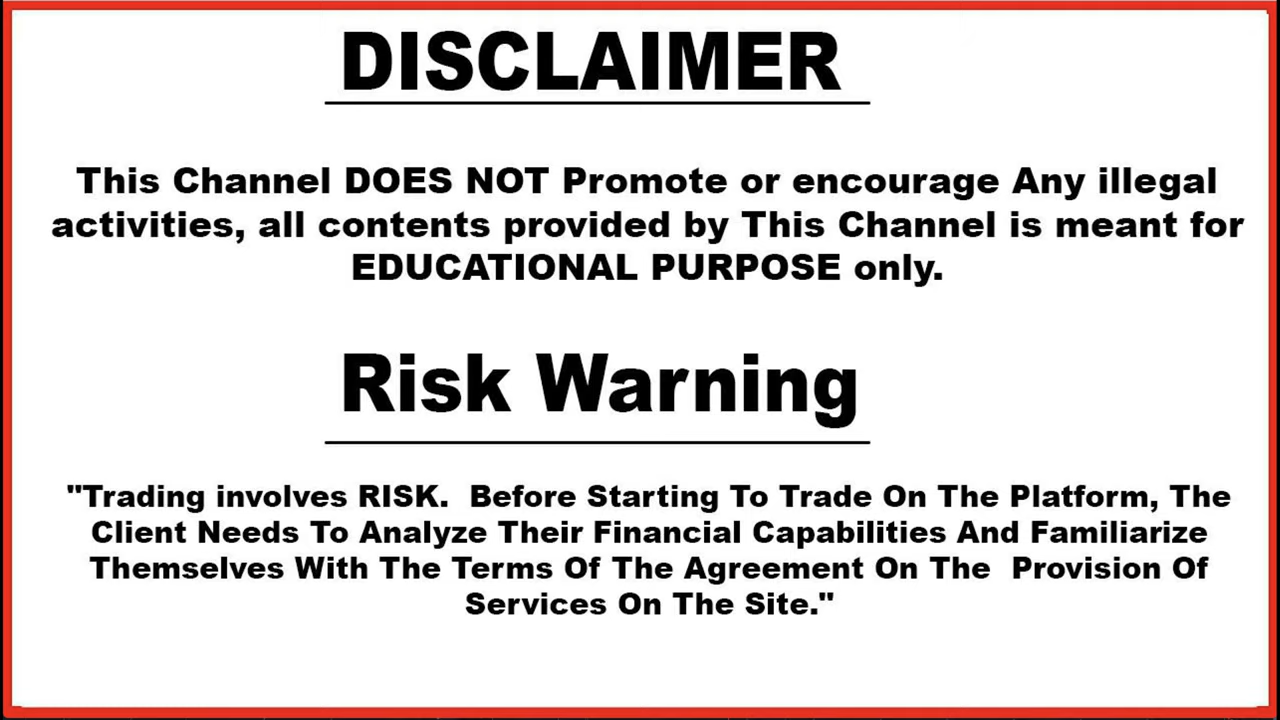 DISCLAIMER
This Channel DOES NOT Promote or encourage Any illegal
activities, all contents provided by This Channel is meant for
EDUCATIONAL PURPOSE only.
Risk Warning
"Trading involves RISK.  Before Starting To Trade On The Platform, The
Client Needs To Analyze Their Financial Capabilities And Familiarize
Themselves With The Terms Of The Agreement On The  Provision Of
Services On The Site."